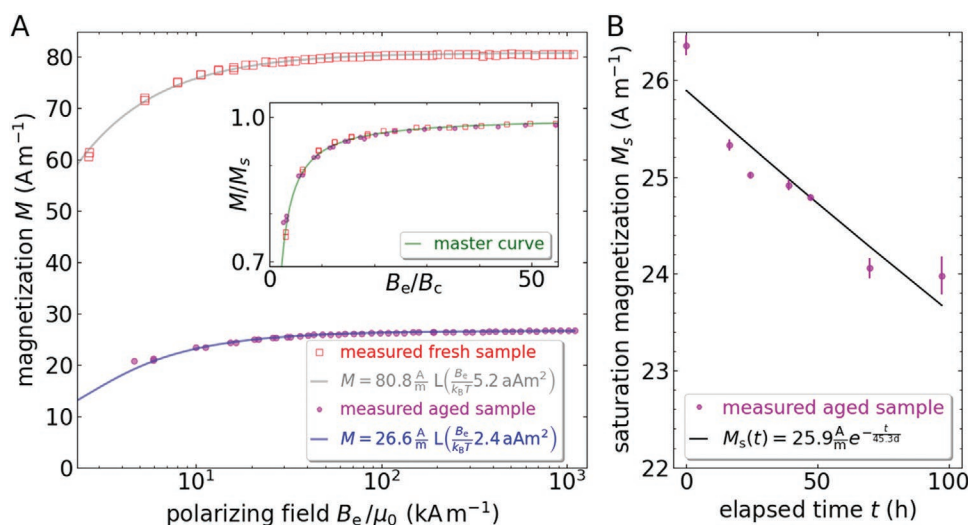 A
magnetization M (A m⁻¹)
80
70
60
50
40
30
20
10
0
10¹
10²
10³
polarizing field Bₑ/μ₀ (kA m⁻¹)
1.0
0.7
M/Mₛ
0
50
Bₑ/B_c
master curve
measured fresh sample
M = 80.8 A/m L(Bₑ/k_BT 5.2 aAm²)
measured aged sample
M = 26.6 A/m L(Bₑ/k_BT 2.4 aAm²)
B
saturation magnetization Mₛ (A m⁻¹)
26
25
24
23
22
0
50
100
elapsed time t (h)
measured aged sample
Mₛ(t) = 25.9 A/m e^(-t/45.3d)